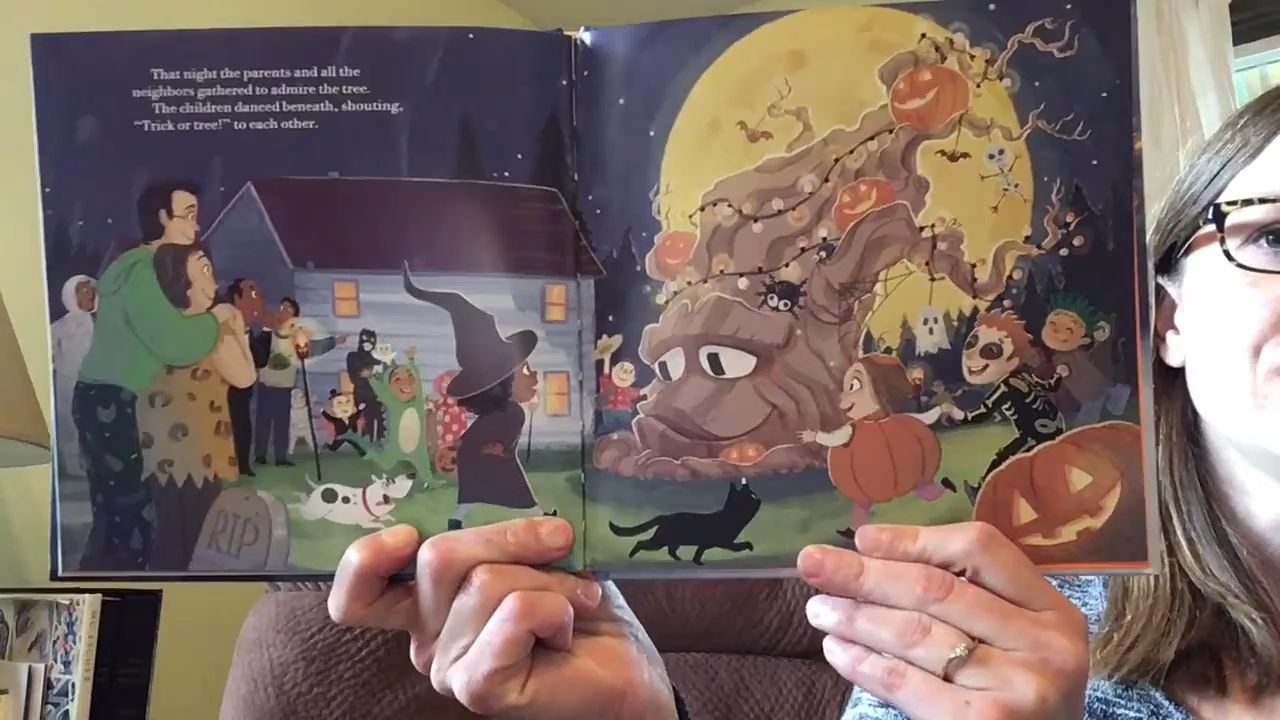 That night the parents and all the
neighbors gathered to admire the tree.
The children danced beneath, shouting,
"Trick or tree!" to each other.
RIP